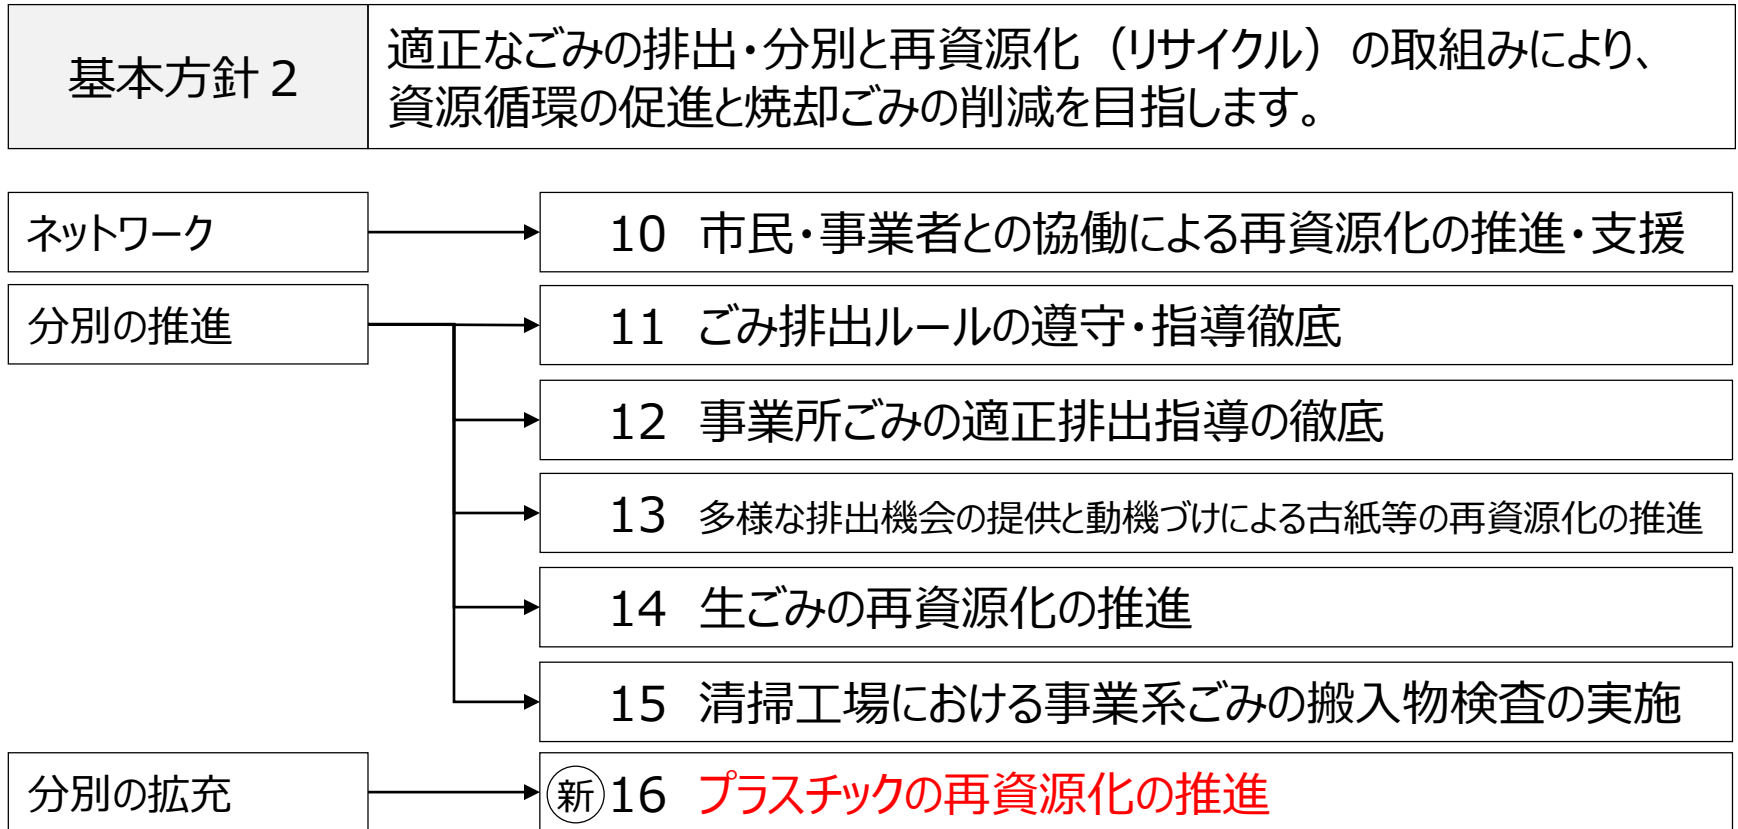 基本方針２
適正なごみの排出・分別と再資源化（リサイクル）の取組みにより、
資源循環の促進と焼却ごみの削減を目指します。
ネットワーク
10 市民・事業者との協働による再資源化の推進・支援
分別の推進
11 ごみ排出ルールの遵守・指導徹底
12 事業所ごみの適正排出指導の徹底
13 多様な排出機会の提供と動機づけによる古紙等の再資源化の推進
14 生ごみの再資源化の推進
15 清掃工場における事業系ごみの搬入物検査の実施
分別の拡充
新 16 プラスチックの再資源化の推進